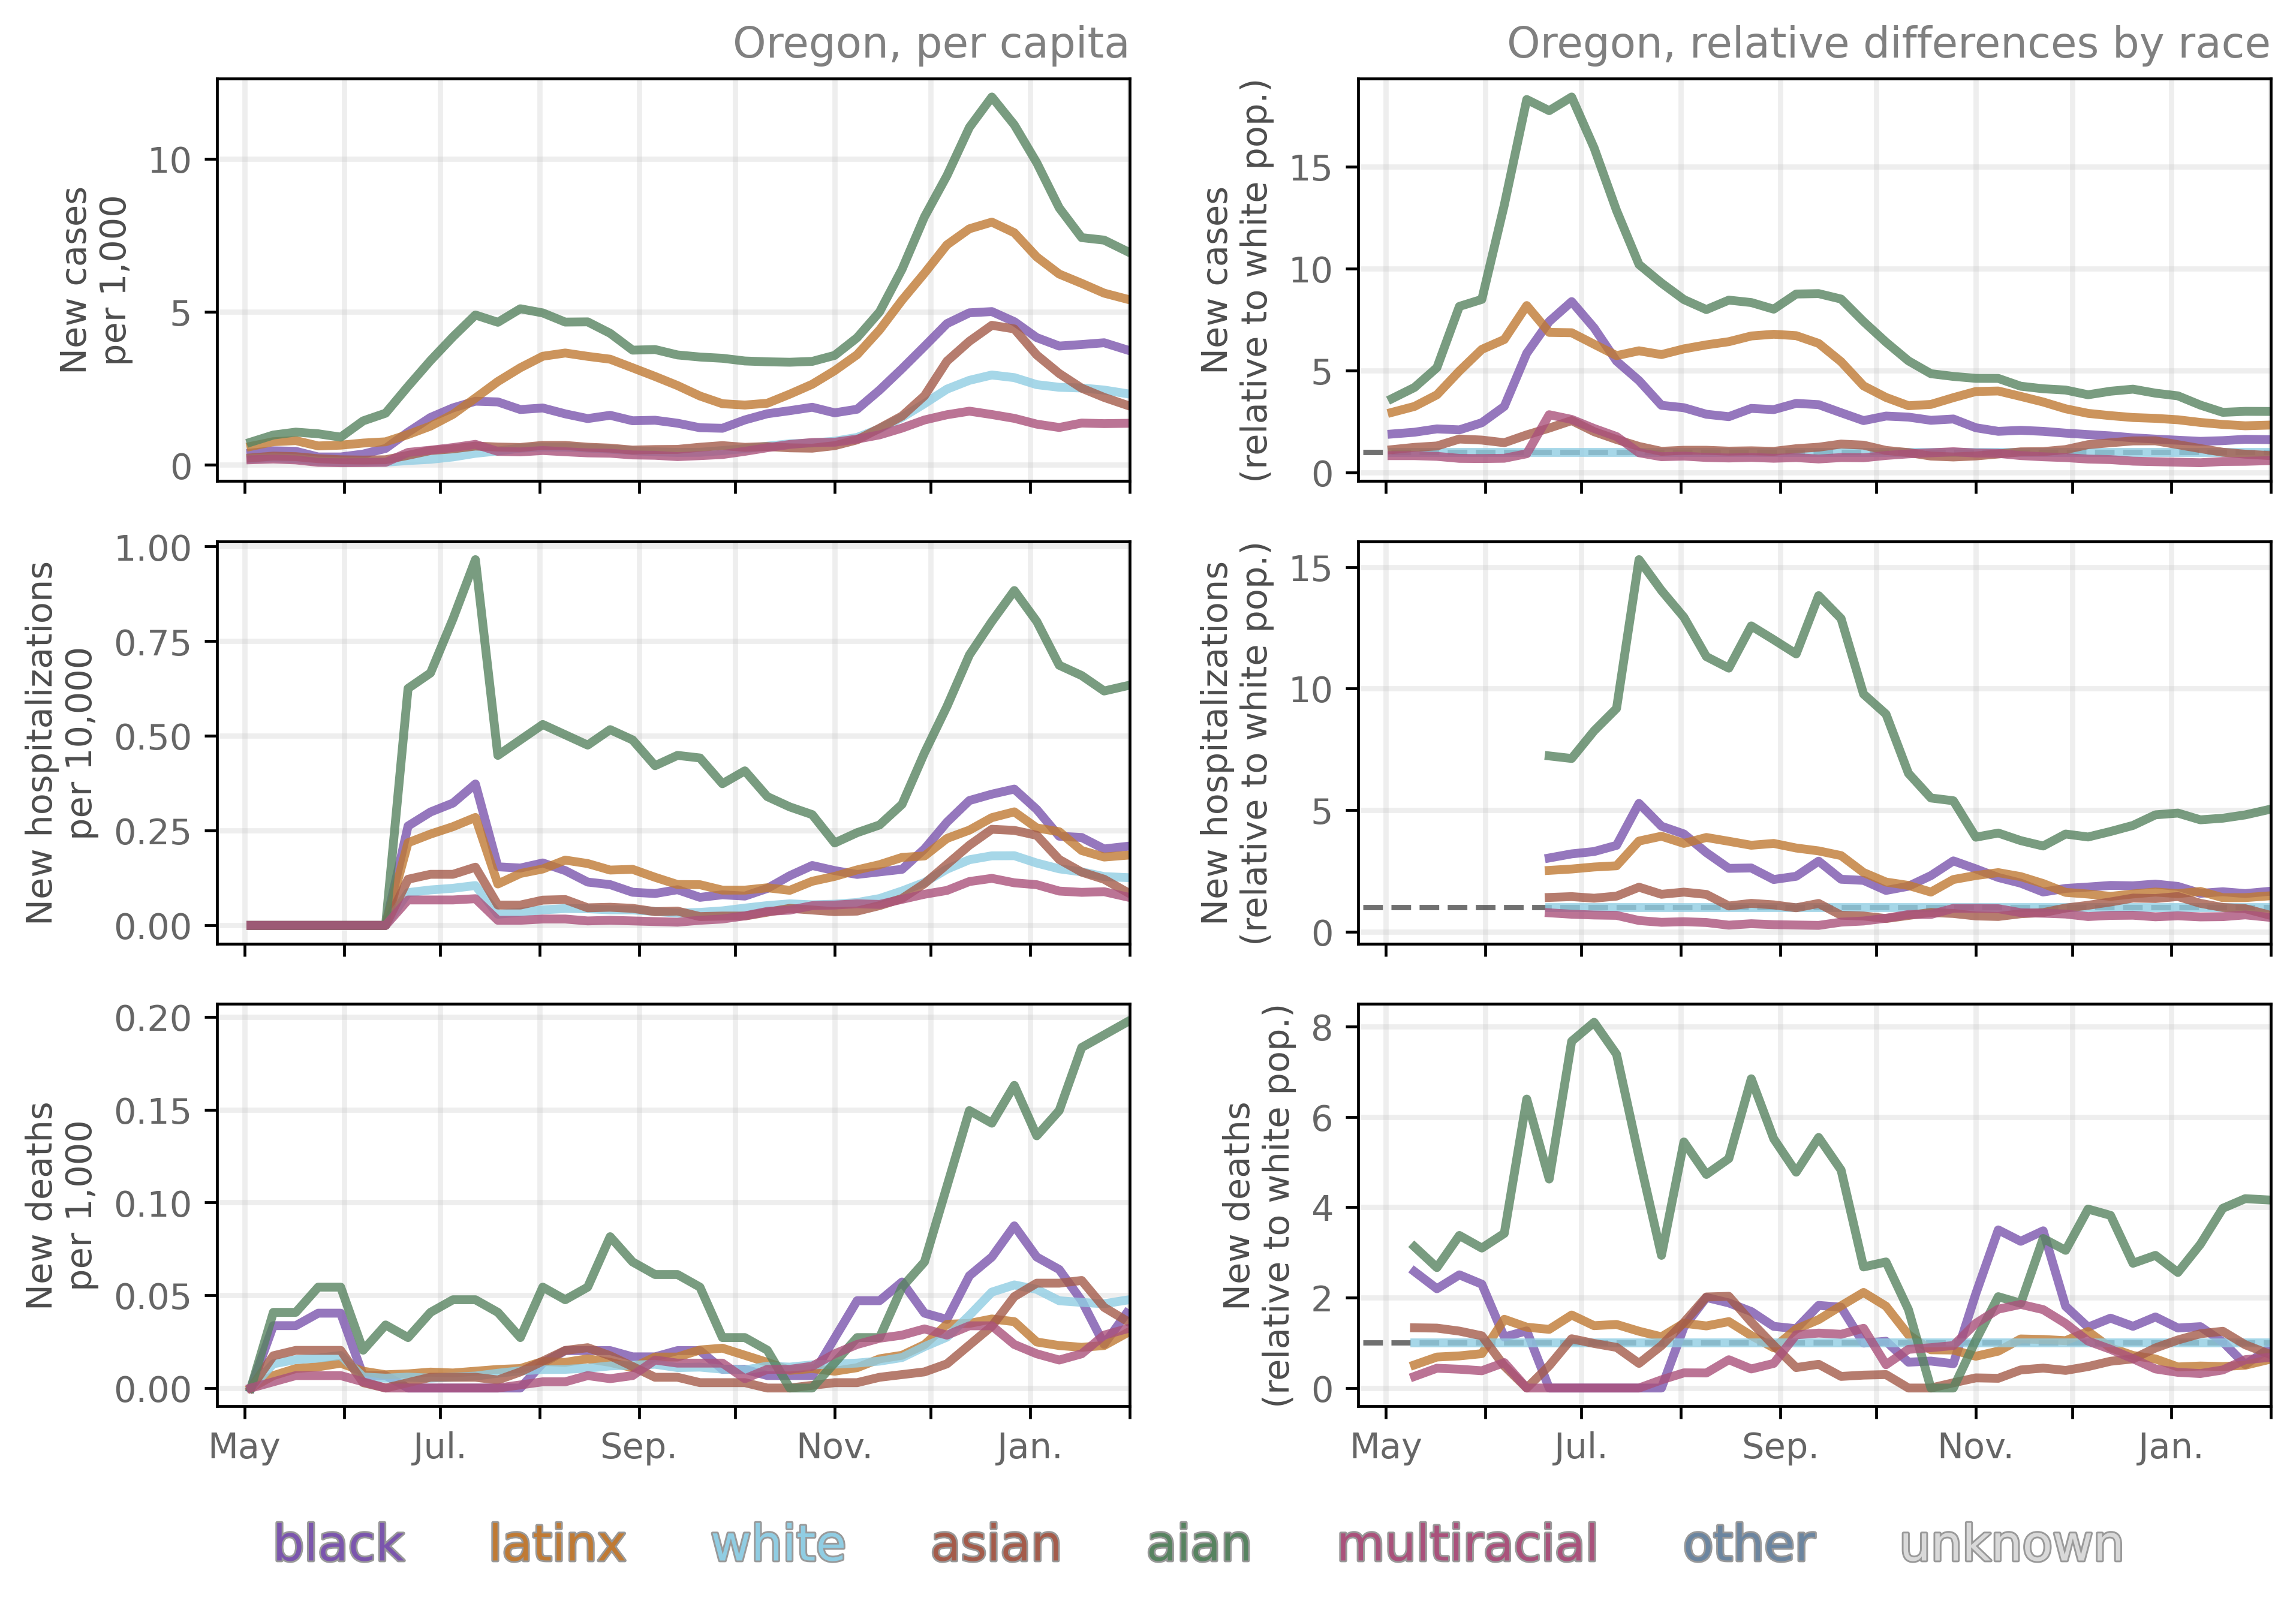 Oregon, per capita
Oregon, relative differences by race
New cases
per 1,000
10
5
0
New cases
(relative to white pop.)
15
10
5
0
New hospitalizations
per 10,000
1.00
0.75
0.50
0.25
0.00
New hospitalizations
(relative to white pop.)
15
10
5
0
New deaths
per 1,000
0.20
0.15
0.10
0.05
0.00
May Jul. Sep. Nov. Jan.
New deaths
(relative to white pop.)
8
6
4
2
0
May Jul. Sep. Nov. Jan.
black latinx white asian aian multiracial other unknown